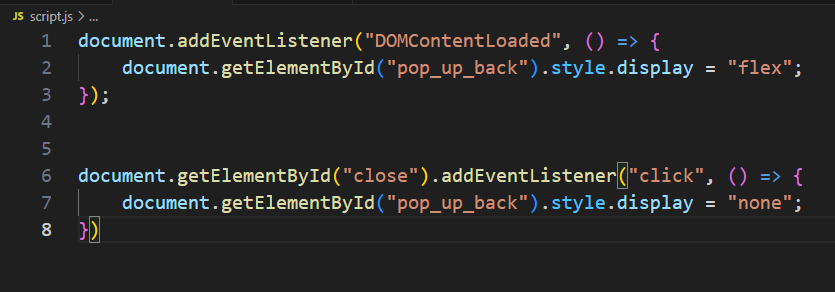 JS script.js > ...
1 document.addEventListener("DOMContentLoaded", () => {
2     document.getElementById("pop_up_back").style.display = "flex";
3 });
4
5
6 document.getElementById("close").addEventListener("click", () => {
7     document.getElementById("pop_up_back").style.display = "none";
8 })